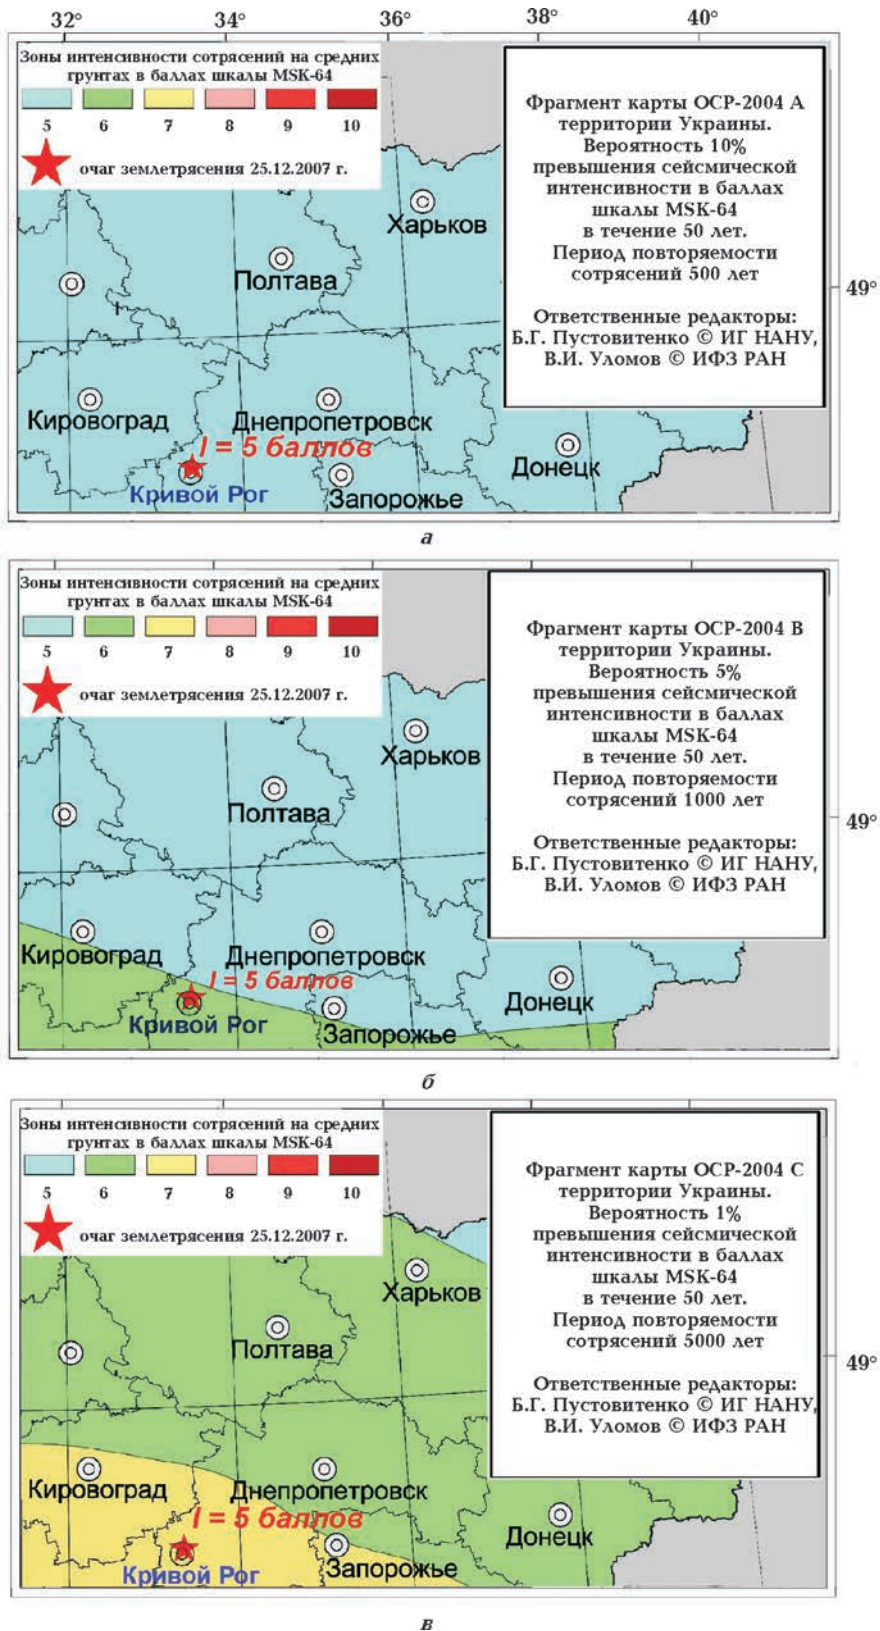 32°
34°
36°
38°
40°
Зоны интенсивности сотрясений на средних
грунтах в баллах шкалы MSK-64
5 6 7 8 9 10
очаг землетрясения 25.12.2007 г.
Фрагмент карты ОСР-2004 А
территории Украины.
Вероятность 10%
превышения сейсмической
интенсивности в баллах
шкалы MSK-64
в течение 50 лет.
Период повторяемости
сотрясений 500 лет
Ответственные редакторы:
Б.Г. Пустовитенко © ИГ НАНУ,
В.И. Уломов © ИФЗ РАН
49°
Харьков
Полтава
Кировоград
Днепропетровск
I = 5 баллов
Донецк
Кривой Рог
Запорожье
а
Зоны интенсивности сотрясений на средних
грунтах в баллах шкалы MSK-64
5 6 7 8 9 10
очаг землетрясения 25.12.2007 г.
Фрагмент карты ОСР-2004 В
территории Украины.
Вероятность 5%
превышения сейсмической
интенсивности в баллах
шкалы MSK-64
в течение 50 лет.
Период повторяемости
сотрясений 1000 лет
Ответственные редакторы:
Б.Г. Пустовитенко © ИГ НАНУ,
В.И. Уломов © ИФЗ РАН
49°
Харьков
Полтава
Кировоград
Днепропетровск
I = 5 баллов
Донецк
Кривой Рог
Запорожье
б
Зоны интенсивности сотрясений на средних
грунтах в баллах шкалы MSK-64
5 6 7 8 9 10
очаг землетрясения 25.12.2007 г.
Фрагмент карты ОСР-2004 С
территории Украины.
Вероятность 1%
превышения сейсмической
интенсивности в баллах
шкалы MSK-64
в течение 50 лет.
Период повторяемости
сотрясений 5000 лет
Ответственные редакторы:
Б.Г. Пустовитенко © ИГ НАНУ,
В.И. Уломов © ИФЗ РАН
49°
Харьков
Полтава
Кировоград
Днепропетровск
I = 5 баллов
Донецк
Кривой Рог
Запорожье
в